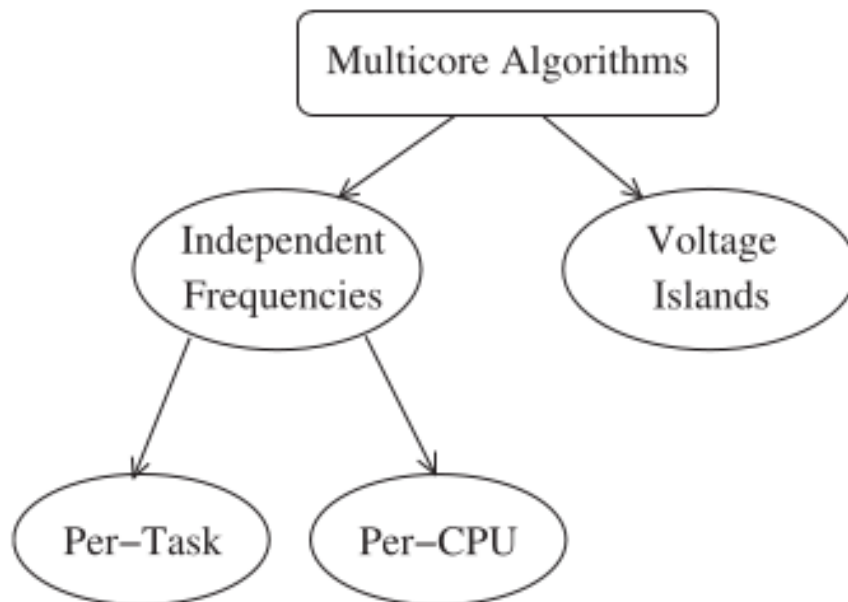 Multicore Algorithms
Independent
Frequencies
Voltage
Islands
Per−Task
Per−CPU